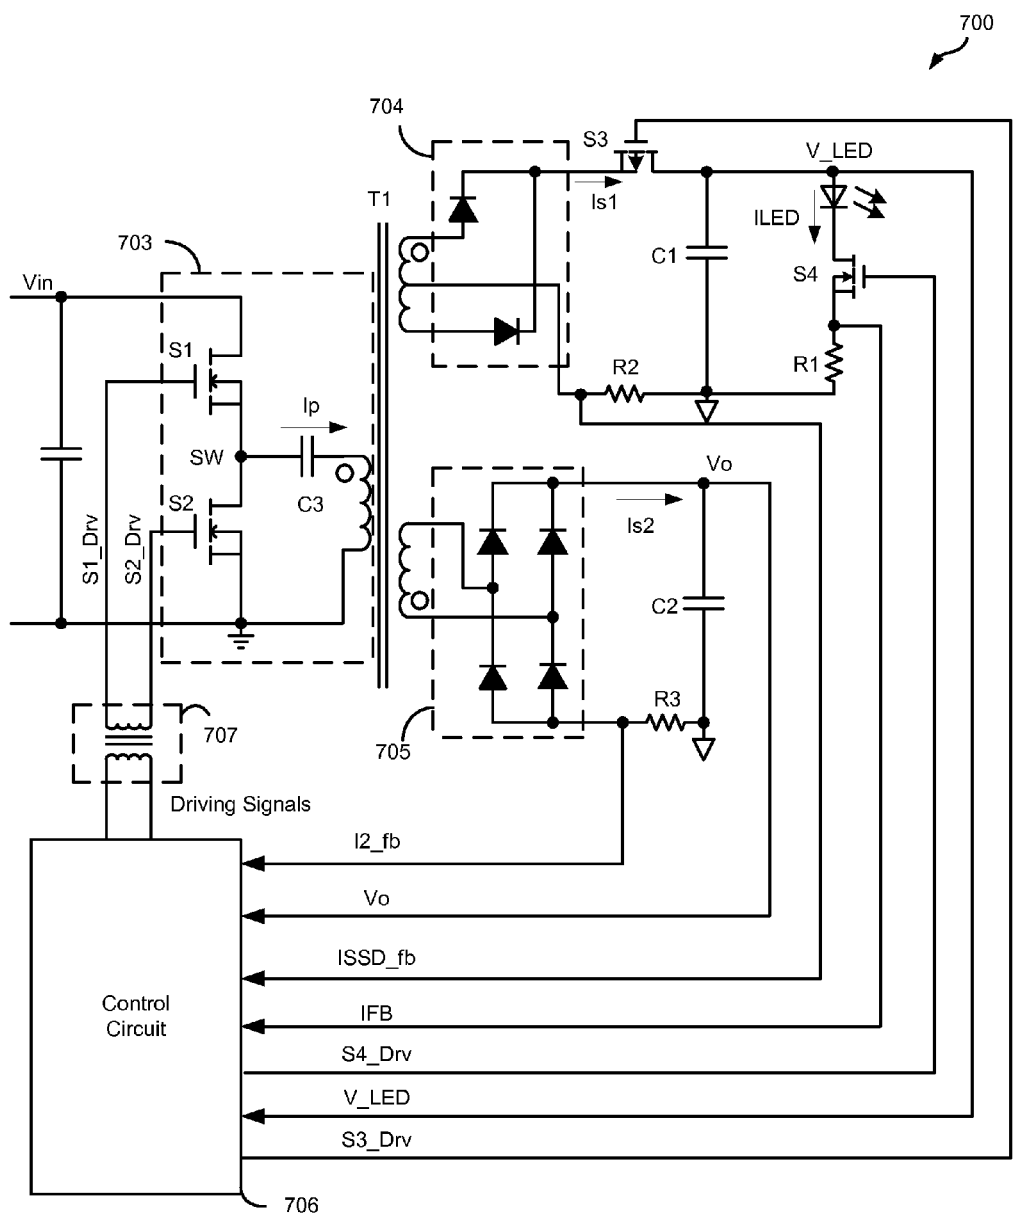 700
704
S3
V_LED
T1
Is1
ILED
703
C1
S4
Vin
S1
R2
R1
Ip
SW
Vo
S2
C3
Is2
S1_Drv
S2_Drv
C2
R3
707
705
Driving Signals
I2_fb
Vo
ISSD_fb
Control
Circuit
IFB
S4_Drv
V_LED
S3_Drv
706